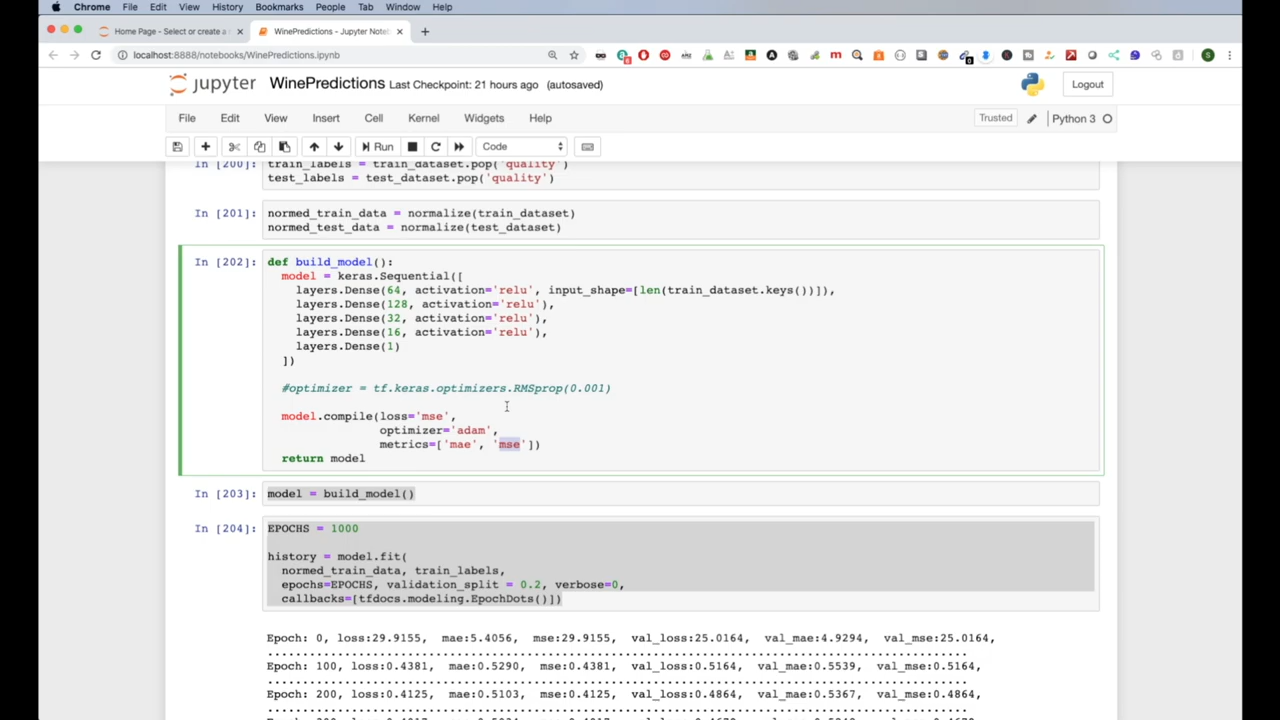 Chrome File Edit View History Bookmarks People Tab Window Help
Home Page - Select or create a
WinePredictions - Jupyter Note
localhost:8888/notebooks/WinePredictions.ipynb
jupyter WinePredictions Last Checkpoint: 21 hours ago (autosaved)
Logout
File Edit View Insert Cell Kernel Widgets Help
Trusted
Python 3
Run
Code
In [200]: train_labels = train_dataset.pop('quality')
test_labels = test_dataset.pop('quality')
In [201]: normed_train_data = normalize(train_dataset)
normed_test_data = normalize(test_dataset)
In [202]: def build_model():
model = keras.Sequential([
layers.Dense(64, activation='relu', input_shape=[len(train_dataset.keys())]),
layers.Dense(128, activation='relu'),
layers.Dense(32, activation='relu'),
layers.Dense(16, activation='relu'),
layers.Dense(1)
])
#optimizer = tf.keras.optimizers.RMSprop(0.001)
model.compile(loss='mse',
optimizer='adam',
metrics=['mae', 'mse'])
return model
In [203]: model = build_model()
In [204]: EPOCHS = 1000
history = model.fit(
normed_train_data, train_labels,
epochs=EPOCHS, validation_split = 0.2, verbose=0,
callbacks=[tfdocs.modeling.EpochDots()])
Epoch: 0, loss:29.9155, mae:5.4056, mse:29.9155, val_loss:25.0164, val_mae:4.9294, val_mse:25.0164,
....................................................................................................
Epoch: 100, loss:0.4381, mae:0.5290, mse:0.4381, val_loss:0.5164, val_mae:0.5539, val_mse:0.5164,
....................................................................................................
Epoch: 200, loss:0.4125, mae:0.5103, mse:0.4125, val_loss:0.4864, val_mae:0.5367, val_mse:0.4864,
....................................................................................................